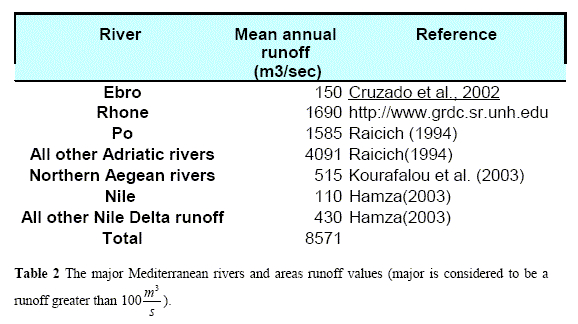 River Mean annual runoff (m3/sec) Reference
Ebro 150 Cruzado et al., 2002
Rhone 1690 http://www.grdc.sr.unh.edu
Po 1585 Raicich (1994)
All other Adriatic rivers 4091 Raicich(1994)
Northern Aegean rivers 515 Kourafalou et al. (2003)
Nile 110 Hamza(2003)
All other Nile Delta runoff 430 Hamza(2003)
Total 8571
Table 2 The major Mediterranean rivers and areas runoff values (major is considered to be a
runoff greater than 100 m³/s ).